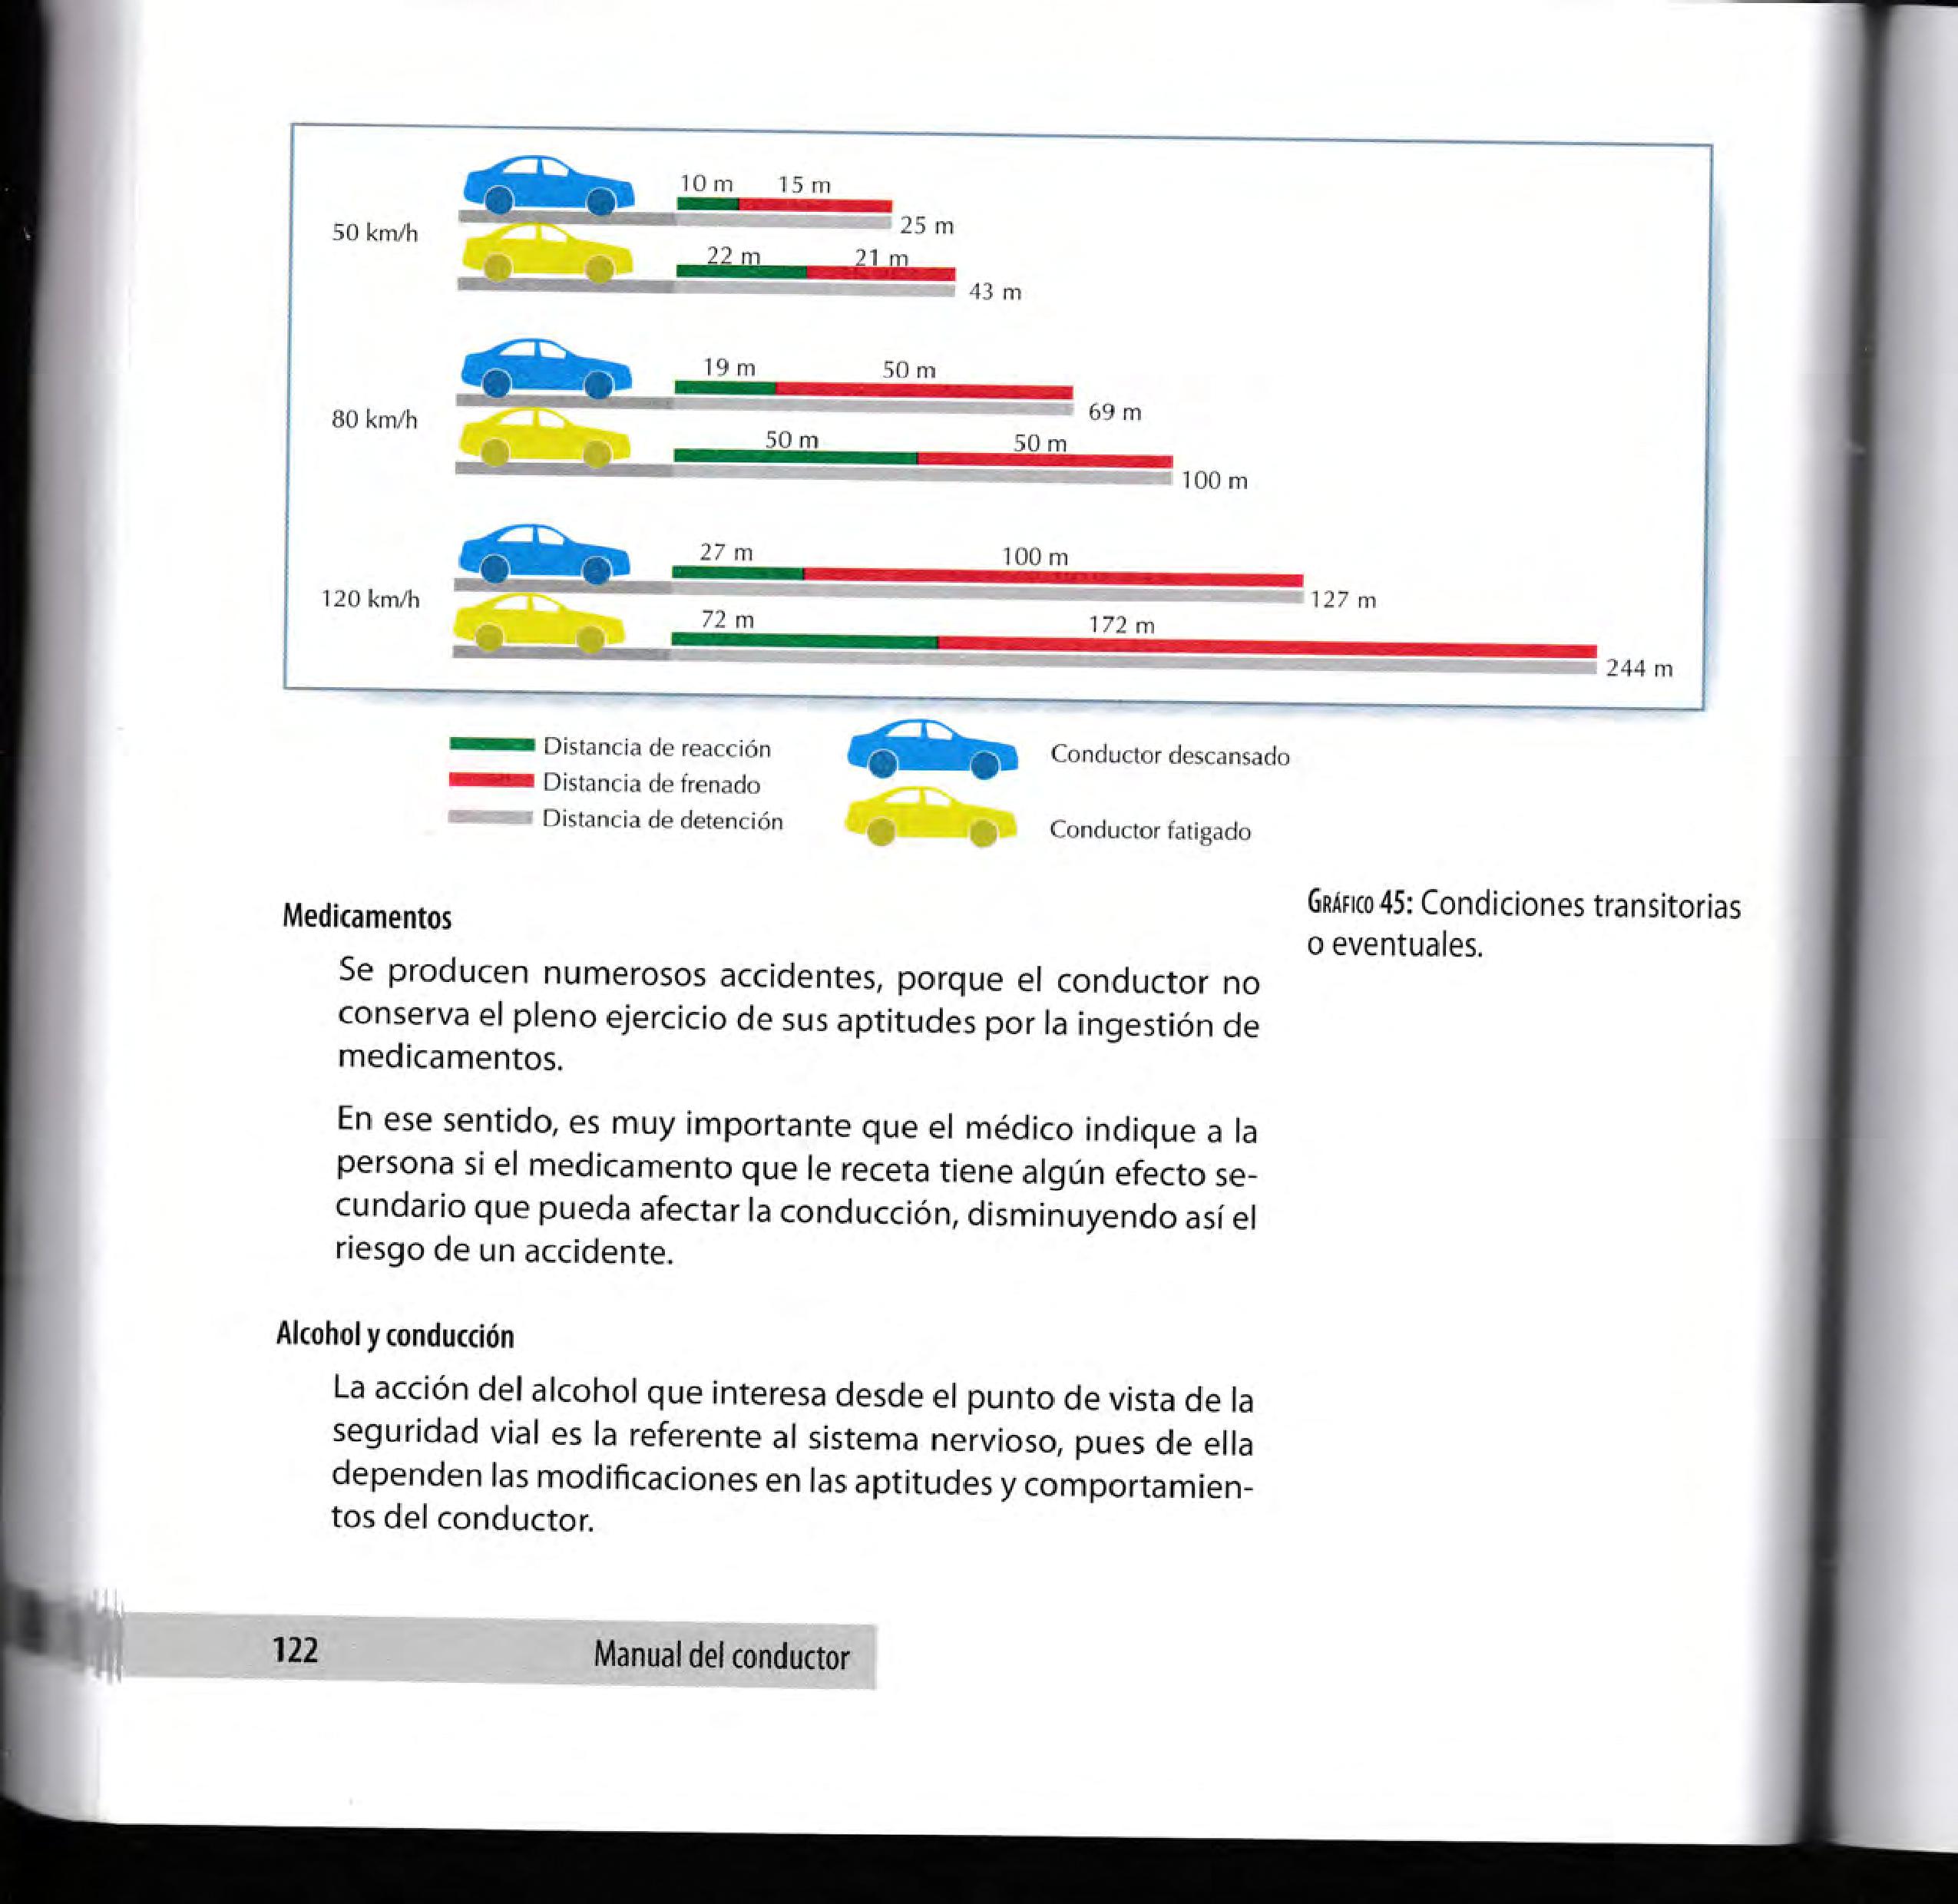 10 m 15 m
25 m
50 km/h
22 m 21 m
43 m
19 m 50 m
69 m
80 km/h
50 m 50 m
100 m
27 m 100 m
127 m
120 km/h
72 m 172 m
244 m
Distancia de reacción
Distancia de frenado
Distancia de detención
Conductor descansado
Conductor fatigado
GRÁFICO 45: Condiciones transitorias
o eventuales.
Medicamentos
Se producen numerosos accidentes, porque el conductor no
conserva el pleno ejercicio de sus aptitudes por la ingestión de
medicamentos.
En ese sentido, es muy importante que el médico indique a la
persona si el medicamento que le receta tiene algún efecto se-
cundario que pueda afectar la conducción, disminuyendo así el
riesgo de un accidente.
Alcohol y conducción
La acción del alcohol que interesa desde el punto de vista de la
seguridad vial es la referente al sistema nervioso, pues de ella
dependen las modificaciones en las aptitudes y comportamien-
tos del conductor.
122 Manual del conductor